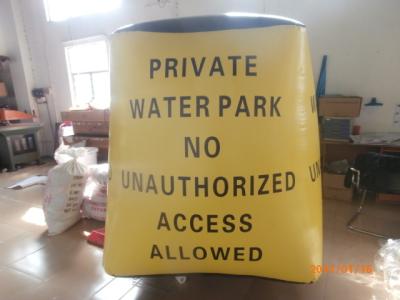 PRIVATE
WATER PARK
NO
UNAUTHORIZED
ACCESS
ALLOWED